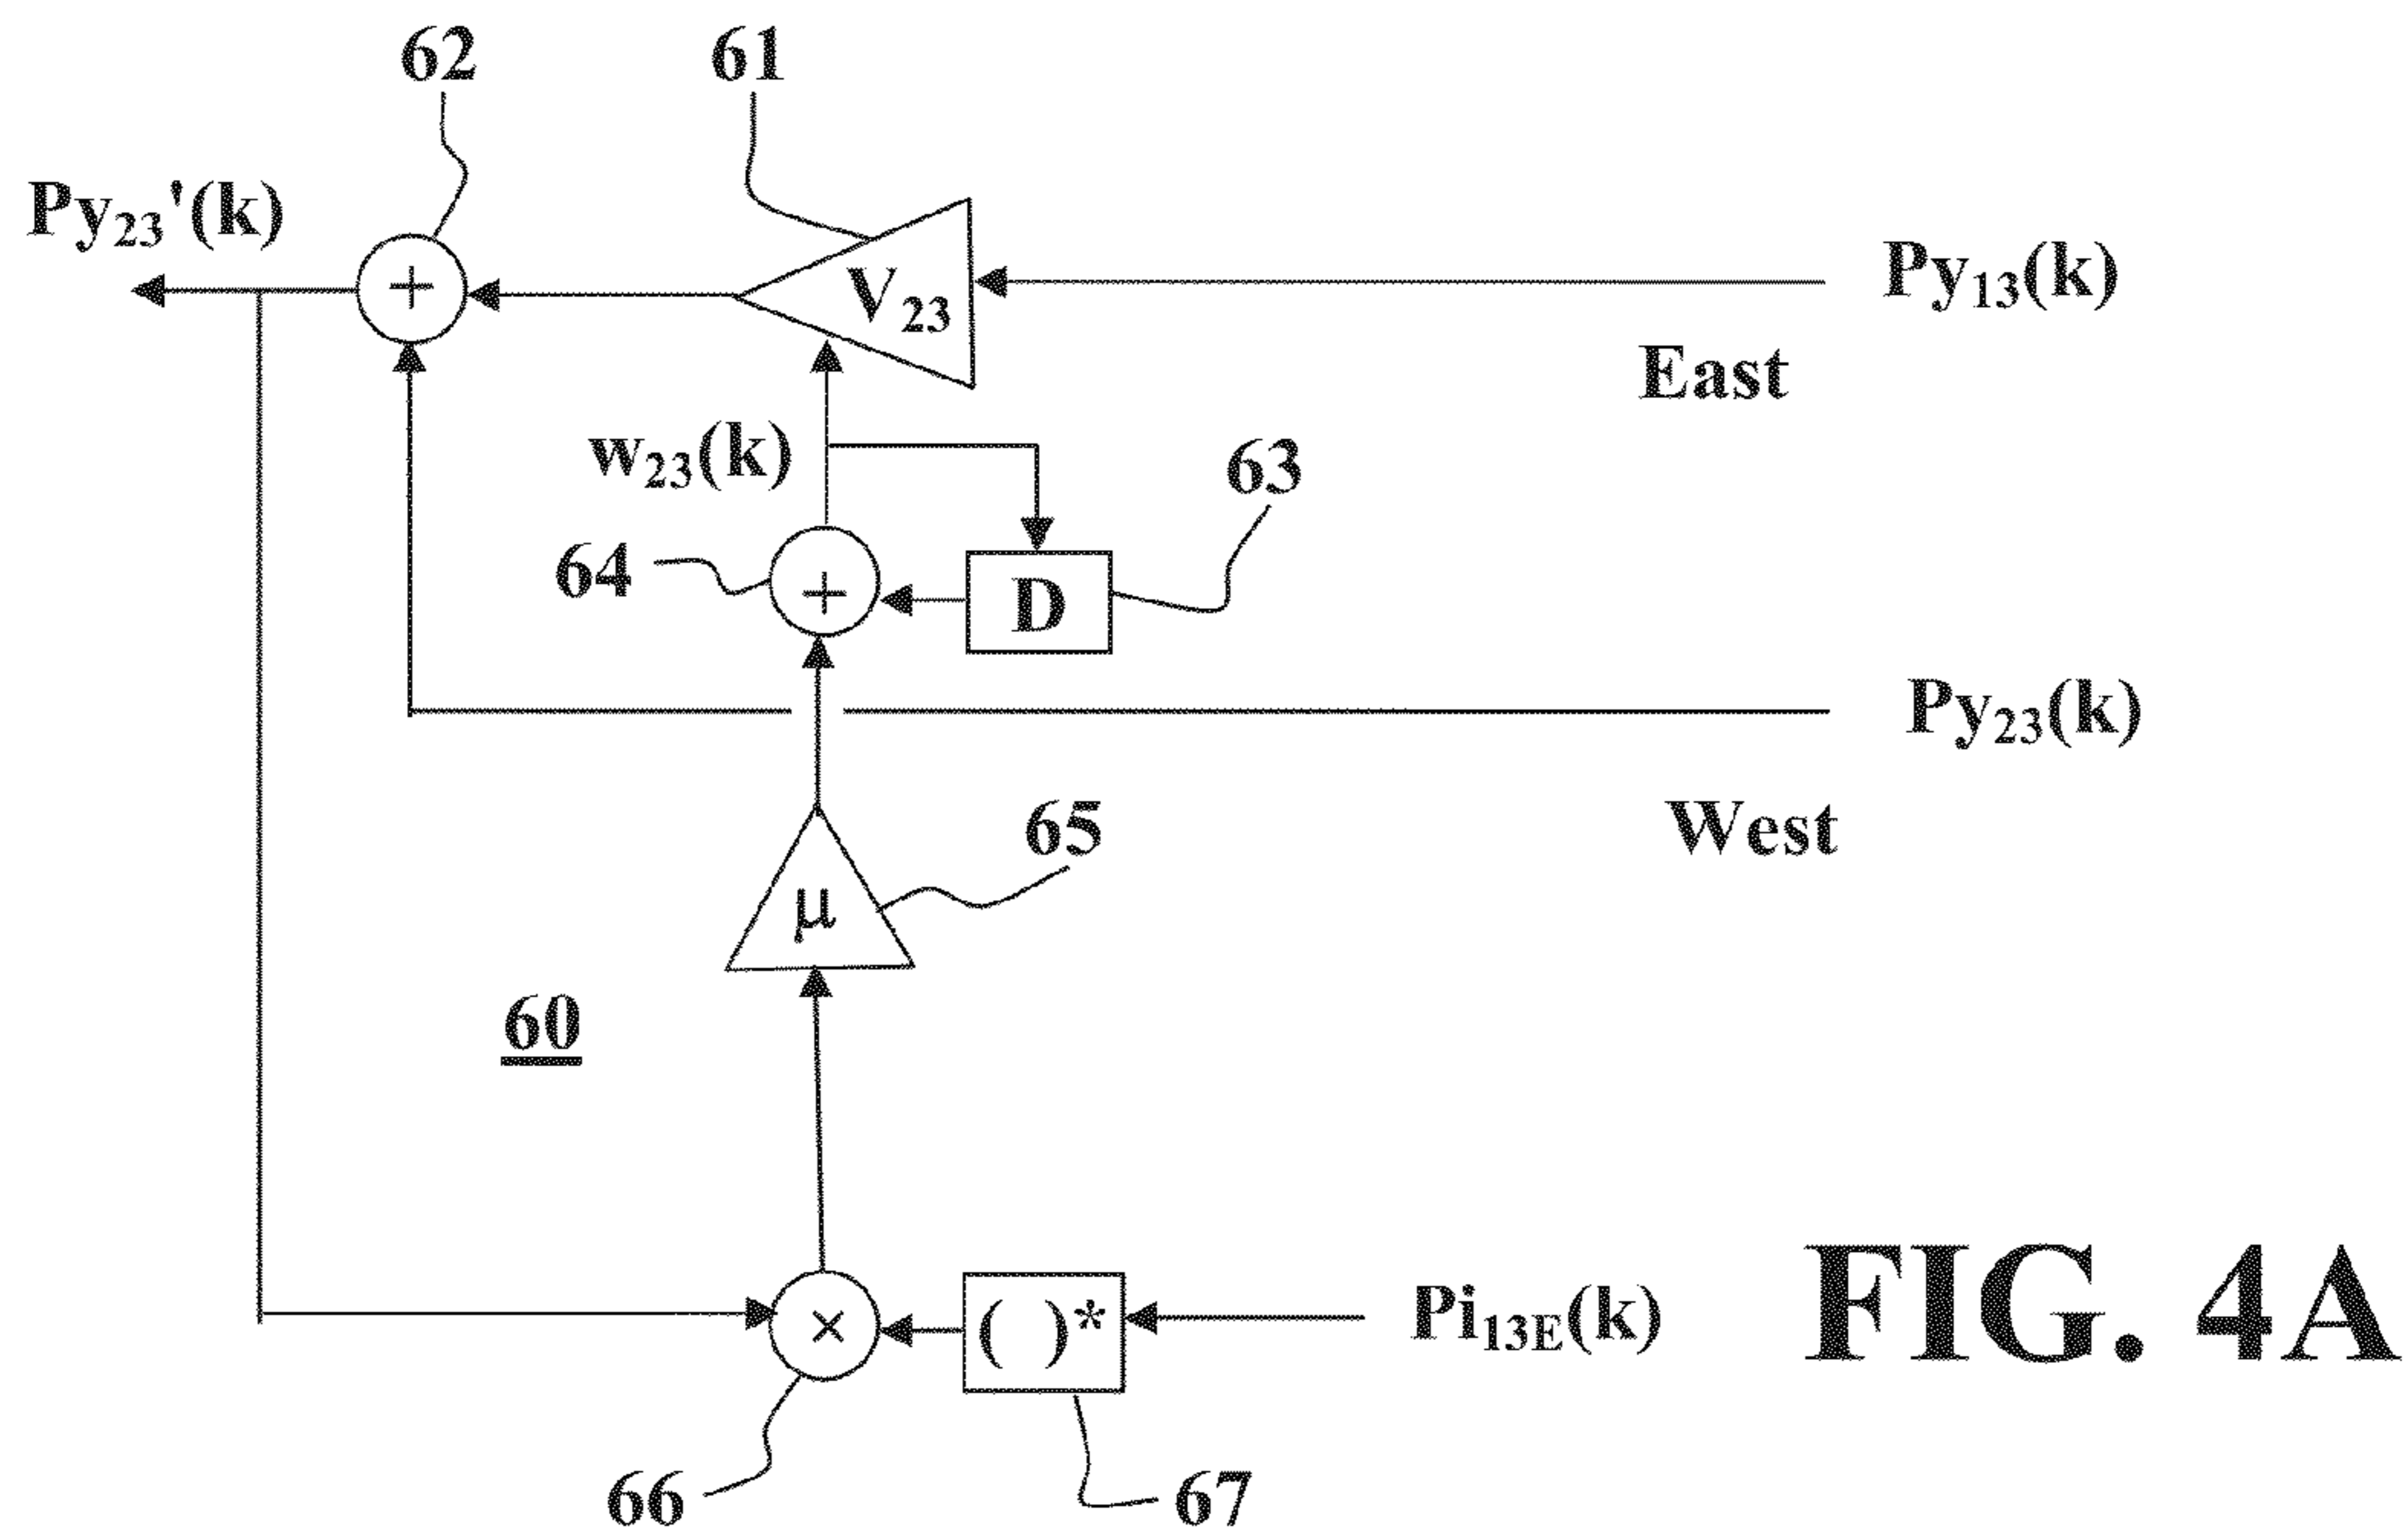 62
61
Py23'(k)
+
V23
Py13(k)
East
w23(k)
63
64
+
D
Py23(k)
65
West
μ
60
×
( )*
Pi13E(k)
FIG. 4A
66
67